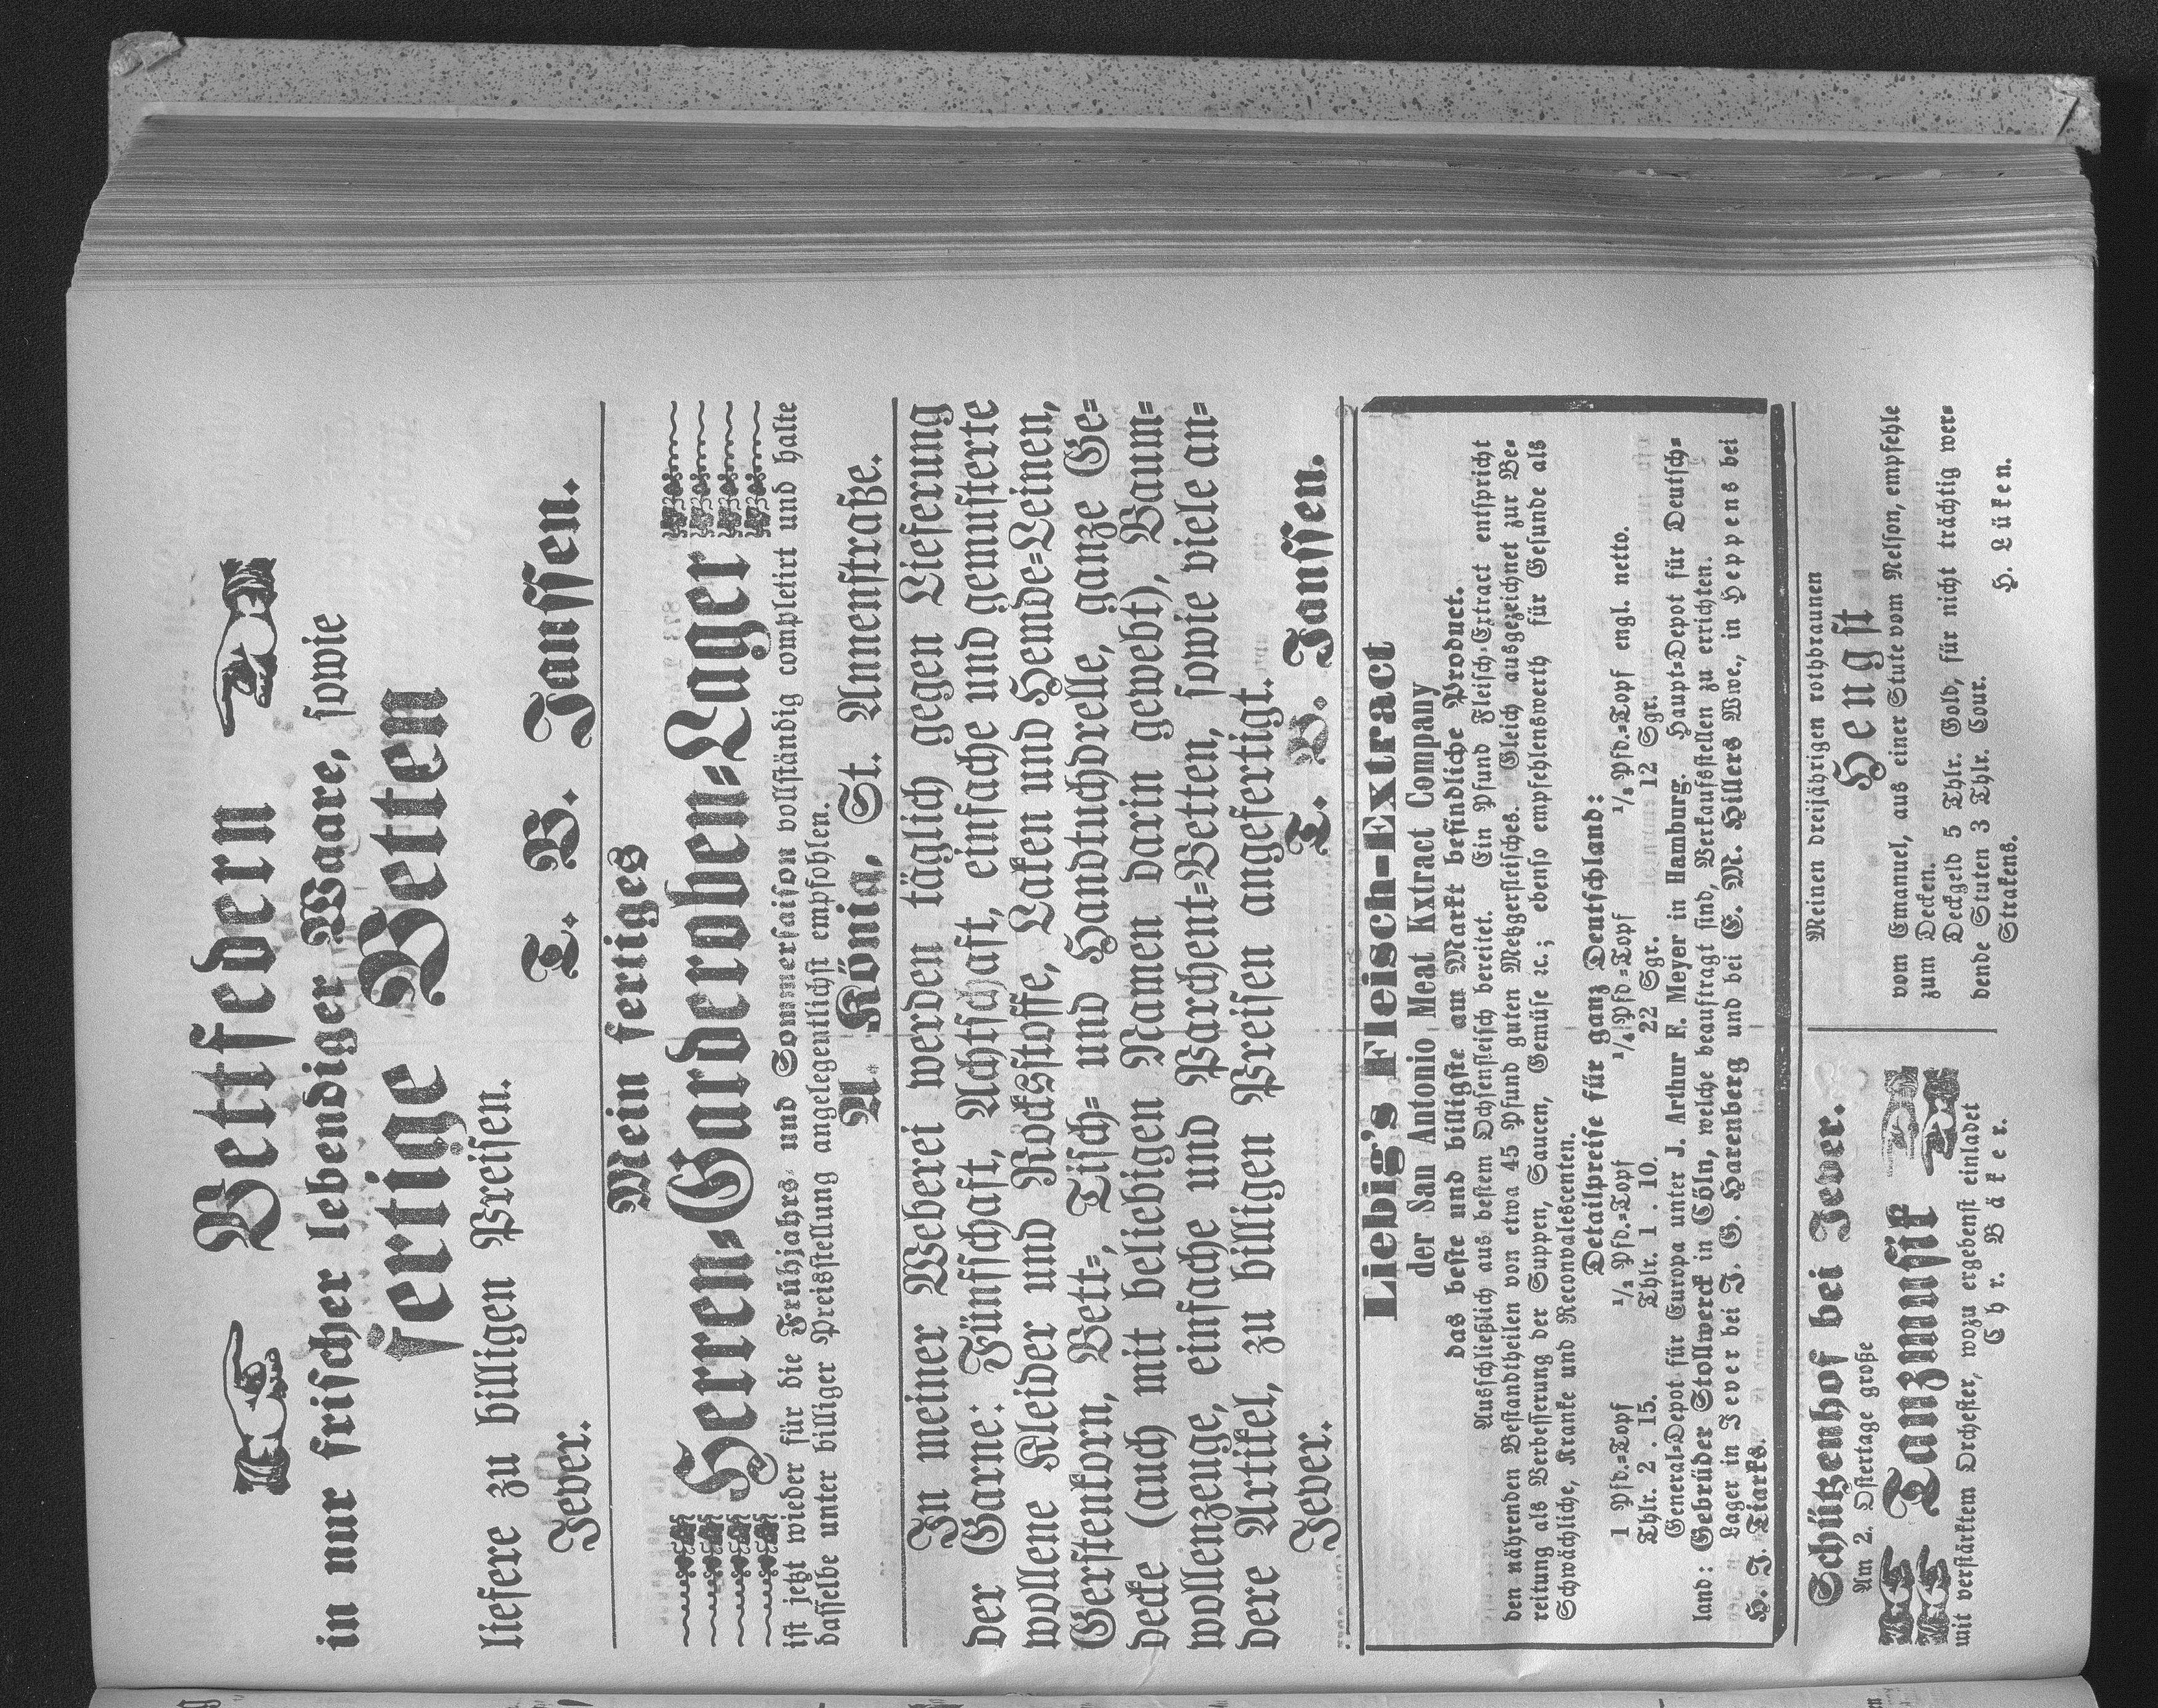 Bettfedern
in nur frischer lebendiger Waare, sowie
fertige Betten
liefere zu billigen Preisen.
Jever. T. B. Janssen.
Mein fertiges
Herren=Garderoben=Lager
ist jetzt wieder für die Frühjahrs= und Sommersaison vollständig completirt und halte
dasselbe unter billiger Preisstellung angelegentlichst empfohlen.
A. König, St. Annenstraße.
In meiner Weberei werden täglich gegen Lieferung
der Garne: Fünfschaft, Achtschaft, einfache und gemusterte
wollene Kleider und Rocksstoffe, Laken und Hemde=Leinen,
Gerstenkorn, Bett=, Tisch= und Handtuchdrelle, ganze Ge=
decke (auch mit beliebigen Namen darin gewebt), Baum=
wollenzeuge, einfache und Parchent=Betten, sowie viele an=
dere Artikel, zu billigen Preisen angefertigt.
Jever. T. B. Janssen.
Liebig's Fleisch-Extract
der San Antonio Meat Kxtract Company
das beste und billigste am Markt befindliche Product.
Ausschließlich aus bestem Ochsenfleisch bereitet. Ein Pfund Fleisch=Extract entspricht
den nährenden Bestandtheilen von etwa 45 Pfund guten Metzgerfleisches. Gleich ausgezeichnet zur Be=
reitung als Verbesserung der Suppen, Saucen, Gemüse ꝛc.; ebenso empfehlenswerth für Gesunde als
Schwächliche, Kranke und Reconvalescenten.
Detailpreise für ganz Deutschland:
1 Pfd.=Topf 1/2 Pfd.=Topf 1/4 Pfd=Topf 1/8 Pfd.=Topf engl. netto.
Thlr. 2 . 15. Thlr. 1 . 10. 22 Sgr. 12 Sgr.
General=Depot für Europa unter J. Arthur F. Meyer in Hamburg. Haupt=Depot für Deutsch=
land: Gebrüder Stollwerck in Cöln, welche beauftragt sind, Verkaufsstellen zu errichten.
Lager in Jever bei J. G. Harenberg und bei E. M. Hillers Wwe., in Heppens bei
H. J. Tiarks.
Schützenhof bei Jever.
Am 2. Ostertage große
Tanzmusik
mit verstärktem Orchester, wozu ergebenst einladet
Chr. Bäker.
Meinen dreijährigen rothbraunen
Hengst
vom Emanuel, aus einer Stute vom Nelson, empfehle
zum Decken.
Deckgeld 5 Thlr. Gold, für nicht trächtig wer=
dende Stuten 3 Thlr. Cour.
Strakens. H. Lüken.